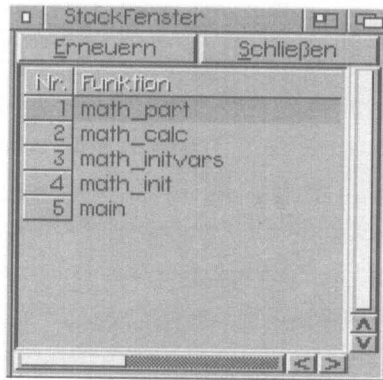 StackFenster
Erneuern Schließen
Nr. Funktion
1 math_part
2 math_calc
3 math_initvars
4 math_init
5 main